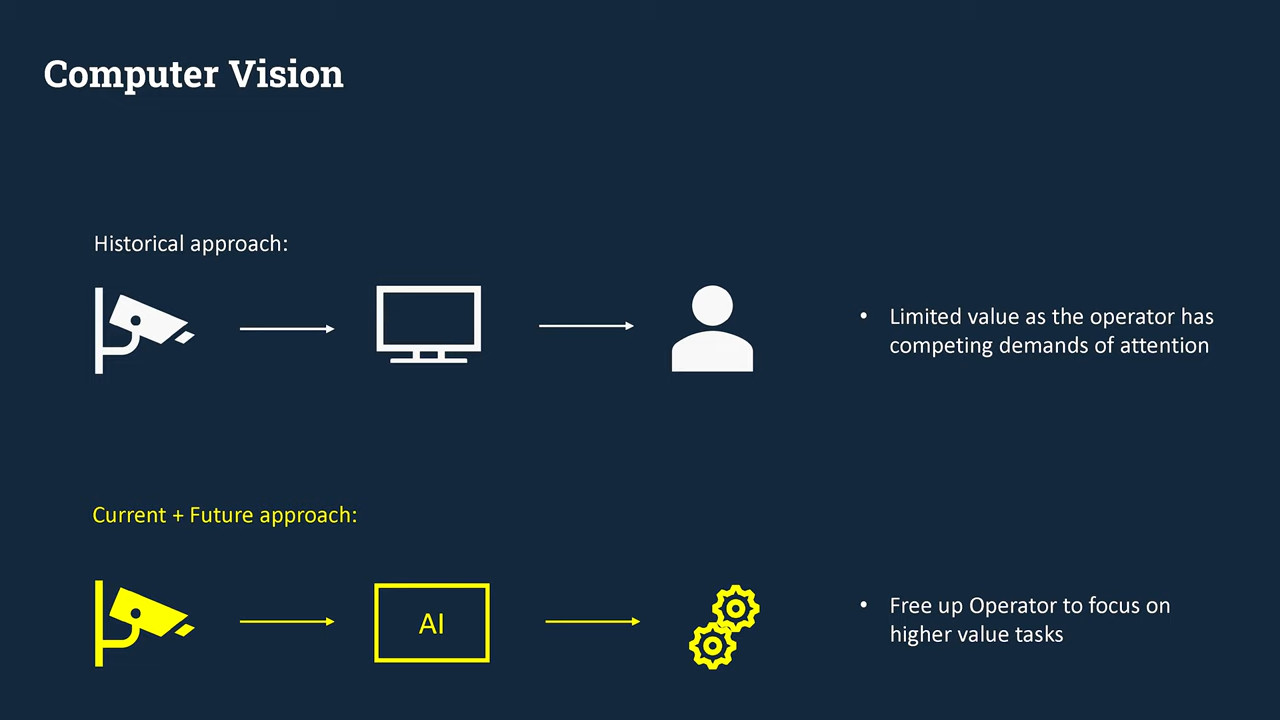 Computer Vision
Historical approach:
• Limited value as the operator has
competing demands of attention
Current + Future approach:
AI
• Free up Operator to focus on
higher value tasks